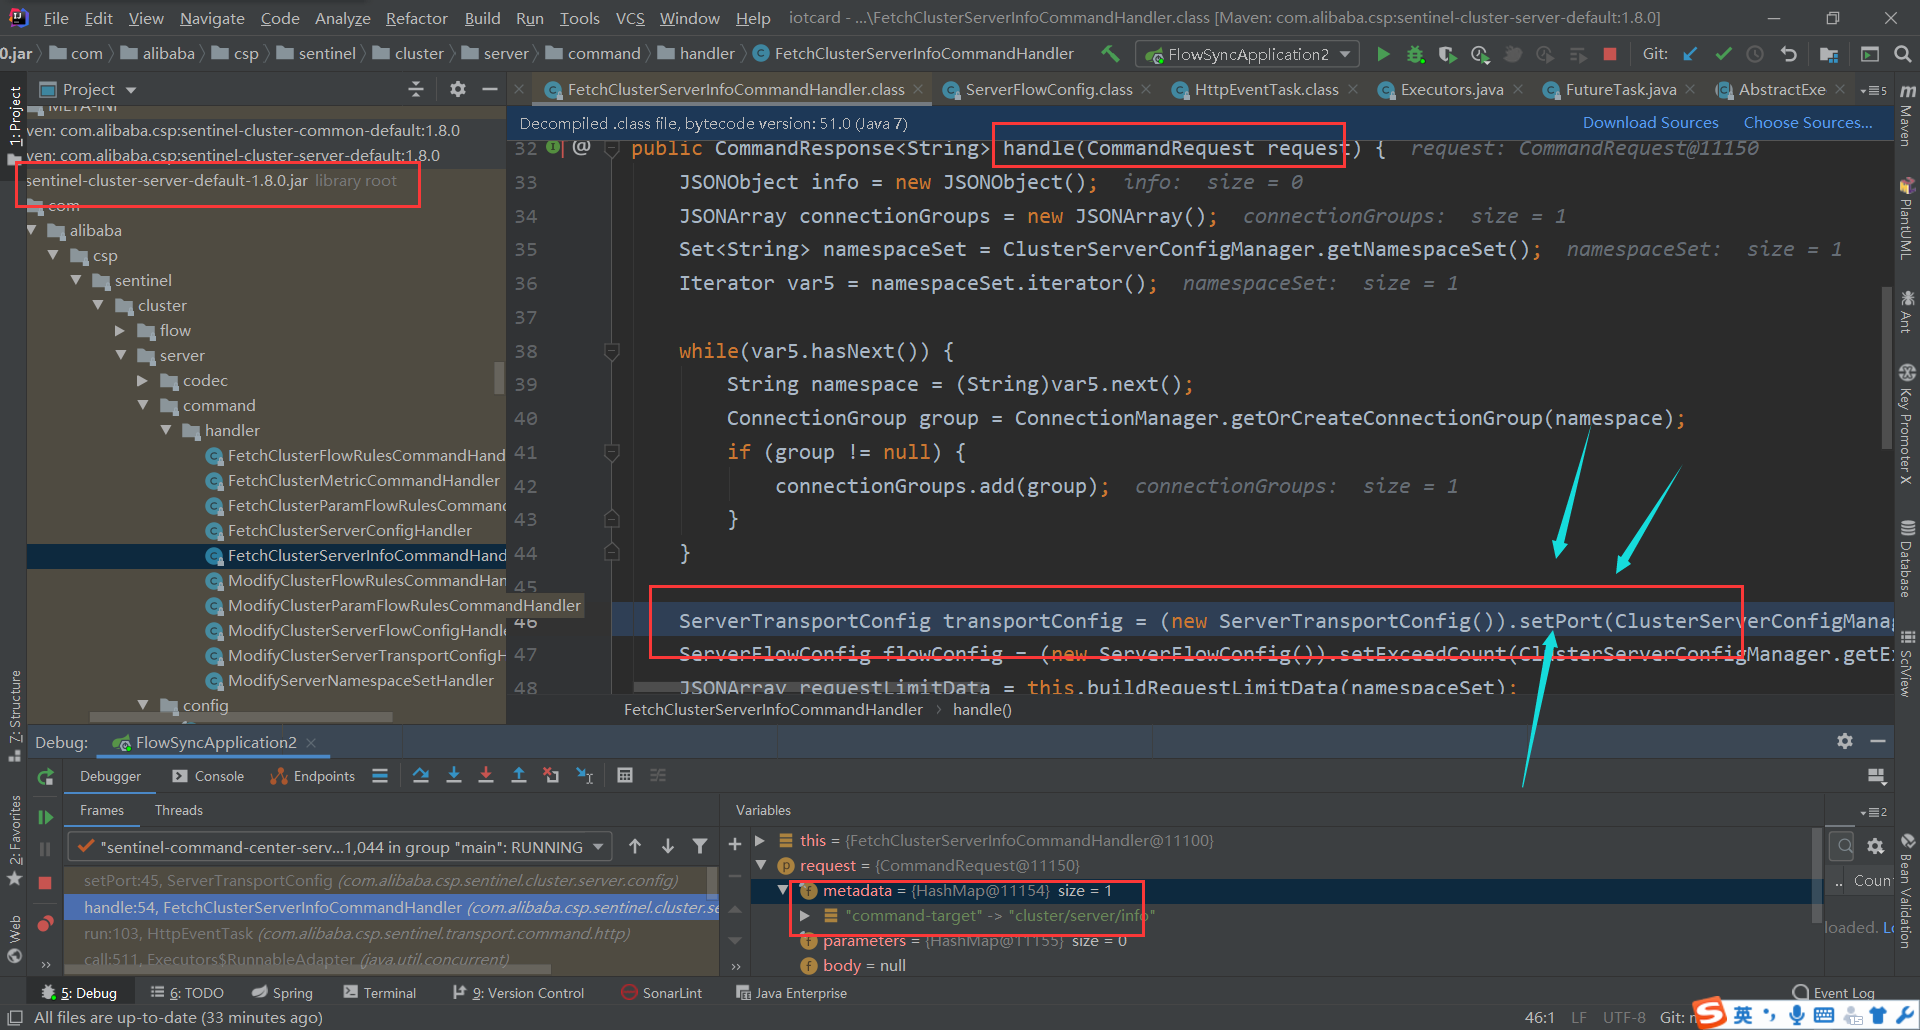 File Edit View Navigate Code Analyze Refactor Build Run Tools VCS Window Help iotcard - ...\FetchClusterServerInfoCommandHandler.class [Maven: com.alibaba.csp:sentinel-cluster-server-default:1.8.0]
0.jar com alibaba csp sentinel cluster server command handler FetchClusterServerInfoCommandHandler FlowSyncApplication2 Git:
Project FetchClusterServerInfoCommandHandler.class ServerFlowConfig.class HttpEventTask.class Executors.java FutureTask.java AbstractExe 5
1: Project
7: Structure
2: Favorites
Web
META-INF
ven: com.alibaba.csp:sentinel-cluster-common-default:1.8.0
ven: com.alibaba.csp:sentinel-cluster-server-default:1.8.0
sentinel-cluster-server-default-1.8.0.jar library root
com
alibaba
csp
sentinel
cluster
flow
server
codec
command
handler
FetchClusterFlowRulesCommandHand
FetchClusterMetricCommandHandler
FetchClusterParamFlowRulesCommand
FetchClusterServerConfigHandler
FetchClusterServerInfoCommandHand
ModifyClusterFlowRulesCommandHan
ModifyClusterParamFlowRulesCommandHandler
ModifyClusterServerFlowConfigHandle
ModifyClusterServerTransportConfigH
ModifyServerNamespaceSetHandler
config
Decompiled .class file, bytecode version: 51.0 (Java 7) Download Sources Choose Sources...
32 @ public CommandResponse<String> handle(CommandRequest request) { request: CommandRequest@11150
33 JSONObject info = new JSONObject(); info: size = 0
34 JSONArray connectionGroups = new JSONArray(); connectionGroups: size = 1
35 Set<String> namespaceSet = ClusterServerConfigManager.getNamespaceSet(); namespaceSet: size = 1
36 Iterator var5 = namespaceSet.iterator(); namespaceSet: size = 1
37
38 while(var5.hasNext()) {
39 String namespace = (String)var5.next();
40 ConnectionGroup group = ConnectionManager.getOrCreateConnectionGroup(namespace);
41 if (group != null) {
42 connectionGroups.add(group); connectionGroups: size = 1
43 }
44 }
45
46 ServerTransportConfig transportConfig = (new ServerTransportConfig()).setPort(ClusterServerConfigMana
47 ServerFlowConfig flowConfig = (new ServerFlowConfig()).setExceedCount(ClusterServerConfigManager.getEx
48 JSONArray requestLimitData = this.buildRequestLimitData(namespaceSet);
FetchClusterServerInfoCommandHandler handle()
Maven
PlantUML
Ant
Key Promoter X
Database
SciView
Bean Validation
Debug: FlowSyncApplication2
Debugger Console Endpoints
Frames Threads
"sentinel-command-center-serv...1,044 in group "main": RUNNING
setPort:45, ServerTransportConfig (com.alibaba.csp.sentinel.cluster.server.config)
handle:54, FetchClusterServerInfoCommandHandler (com.alibaba.csp.sentinel.cluster.se
run:103, HttpEventTask (com.alibaba.csp.sentinel.transport.command.http)
call:511, Executors$RunnableAdapter (java.util.concurrent)
Variables
this = {FetchClusterServerInfoCommandHandler@11100}
request = {CommandRequest@11150}
metadata = {HashMap@11154} size = 1
"command-target" -> "cluster/server/info"
parameters = {HashMap@11155} size = 0
body = null
2
.. Coun
loaded. Lo
5: Debug 6: TODO Spring Terminal 9: Version Control SonarLint Java Enterprise Event Log
All files are up-to-date (33 minutes ago) 46:1 LF UTF-8 Git:
英